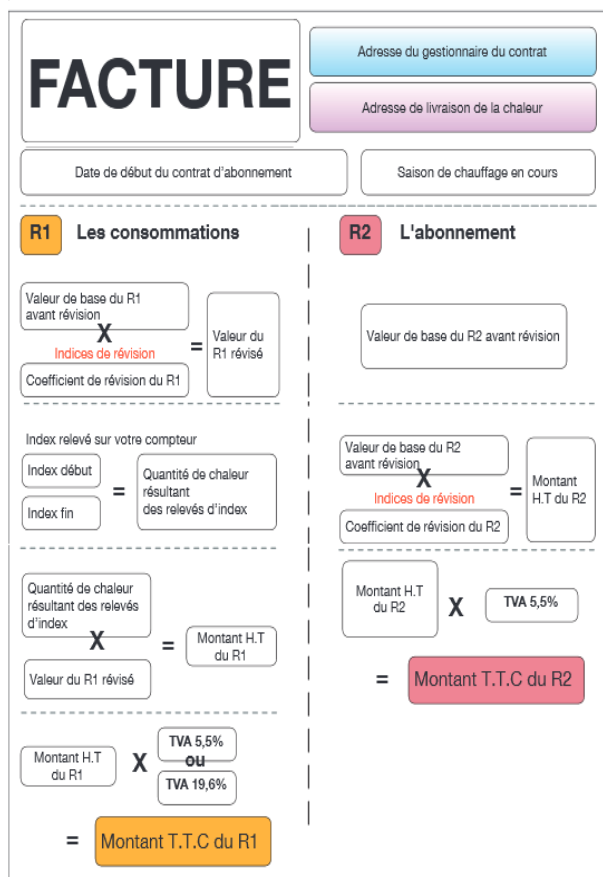 FACTURE
Adresse du gestionnaire du contrat
Adresse de livraison de la chaleur
Date de début du contrat d'abonnement
Saison de chauffage en cours
R1 Les consommations
Valeur de base du R1
avant révision
X
Indices de révision
Coefficient de révision du R1
=
Valeur du
R1 révisé
Index relevé sur votre compteur
Index début
Index fin
=
Quantité de chaleur
résultant
des relevés d'index
Quantité de chaleur
résultant des relevés
d'index
X
Valeur du R1 révisé
=
Montant H.T
du R1
Montant H.T
du R1
X
TVA 5,5%
ou
TVA 19,6%
=
Montant T.T.C du R1
R2 L'abonnement
Valeur de base du R2 avant révision
Valeur de base du R2
avant révision
X
Indices de révision
Coefficient de révision du R2
=
Montant
H.T du R2
Montant H.T
du R2
X
TVA 5,5%
=
Montant T.T.C du R2